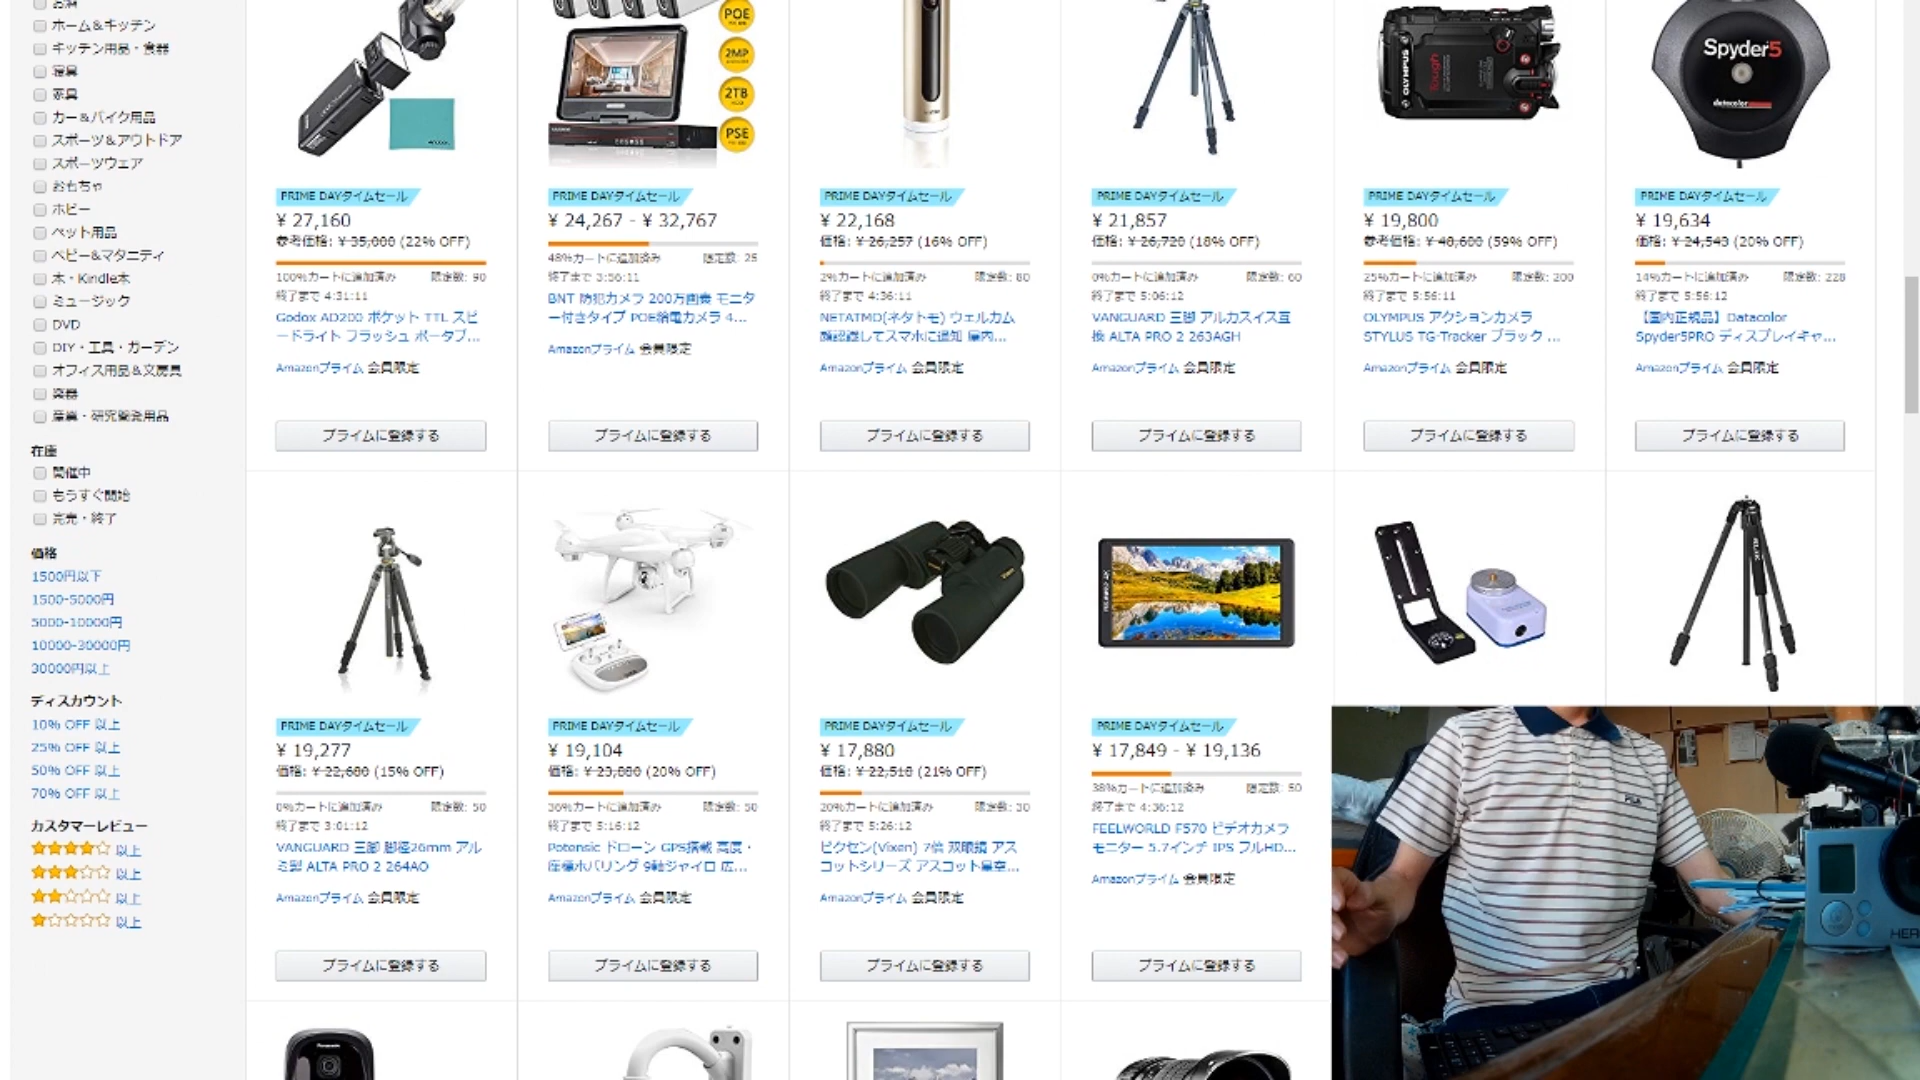 お酒
ホーム＆キッチン
キッチン用品・食器
寝具
家具
カー＆バイク用品
スポーツ＆アウトドア
スポーツウェア
おもちゃ
ホビー
ペット用品
ベビー&マタニティ
本・Kindle本
ミュージック
DVD
DIY・工具・ガーデン
オフィス用品＆文房具
楽器
産業・研究開発用品
在庫
開催中
もうすぐ開始
完売・終了
価格
1500円以下
1500-5000円
5000-10000円
10000-30000円
30000円以上
ディスカウント
10% OFF 以上
25% OFF 以上
50% OFF 以上
70% OFF 以上
カスタマーレビュー
以上
以上
以上
以上
PRIME DAYタイムセール
¥ 27,160
参考価格: ¥ 35,000 (22% OFF)
100%カートに追加済み 限定数: 90
終了まで 4:31:11
Godox AD200 ポケット TTL スピ
ードライト フラッシュ ポータブ...
Amazonプライム 会員限定
プライムに登録する
POE
2MP
2TB
PSE
PRIME DAYタイムセール
¥ 24,267 - ¥ 32,767
48%カートに追加済み 限定数: 25
終了まで 3:56:11
BNT 防犯カメラ 200万画素 モニタ
ー付きタイプ POE給電カメラ 4...
Amazonプライム 会員限定
プライムに登録する
PRIME DAYタイムセール
¥ 22,168
価格: ¥ 26,257 (16% OFF)
2%カートに追加済み 限定数: 80
終了まで 4:36:11
NETATMO(ネタトモ) ウェルカム
顔認識してスマホに通知 屋内...
Amazonプライム 会員限定
プライムに登録する
PRIME DAYタイムセール
¥ 21,857
価格: ¥ 26,720 (18% OFF)
0%カートに追加済み 限定数: 60
終了まで 5:06:12
VANGUARD 三脚 アルカスイス互
換 ALTA PRO 2 263AGH
Amazonプライム 会員限定
プライムに登録する
OLYMPUS
Tough
PRIME DAYタイムセール
¥ 19,800
参考価格: ¥ 48,600 (59% OFF)
25%カートに追加済み 限定数: 200
終了まで 5:56:11
OLYMPUS アクションカメラ
STYLUS TG-Tracker ブラック ...
Amazonプライム 会員限定
プライムに登録する
Spyder5
datacolor
PRIME DAYタイムセール
¥ 19,634
価格: ¥ 24,543 (20% OFF)
14%カートに追加済み 限定数: 228
終了まで 5:56:12
【国内正規品】Datacolor
Spyder5PRO ディスプレイキャ...
Amazonプライム 会員限定
プライムに登録する
PRIME DAYタイムセール
¥ 19,277
価格: ¥ 22,680 (15% OFF)
0%カートに追加済み 限定数: 50
終了まで 3:01:12
VANGUARD 三脚 脚径26mm アル
ミ製 ALTA PRO 2 264AO
Amazonプライム 会員限定
プライムに登録する
PRIME DAYタイムセール
¥ 19,104
価格: ¥ 23,880 (20% OFF)
36%カートに追加済み 限定数: 50
終了まで 5:16:12
Potensic ドローン GPS搭載 高度・
座標ホバリング 9軸ジャイロ 広...
Amazonプライム 会員限定
プライムに登録する
PRIME DAYタイムセール
¥ 17,880
価格: ¥ 22,518 (21% OFF)
20%カートに追加済み 限定数: 30
終了まで 5:26:12
ビクセン(Vixen) 7倍 双眼鏡 アス
コットシリーズ アスコット星空...
Amazonプライム 会員限定
プライムに登録する
PRIME DAYタイムセール
¥ 17,849 - ¥ 19,136
38%カートに追加済み 限定数: 50
終了まで 4:36:12
FEELWORLD F570 ビデオカメラ
モニター 5.7インチ IPS フルHD...
Amazonプライム 会員限定
プライムに登録する
FILA
HER
Panasonic